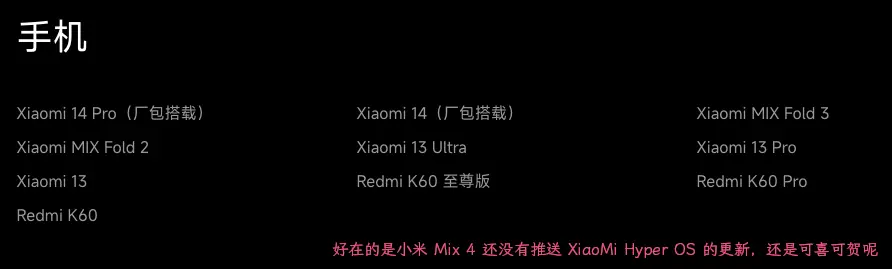 手机
Xiaomi 14 Pro（厂包搭载） Xiaomi 14（厂包搭载） Xiaomi MIX Fold 3
Xiaomi MIX Fold 2 Xiaomi 13 Ultra Xiaomi 13 Pro
Xiaomi 13 Redmi K60 至尊版 Redmi K60 Pro
Redmi K60
好在的是小米 Mix 4 还没有推送 XiaoMi Hyper OS 的更新，还是可喜可贺呢